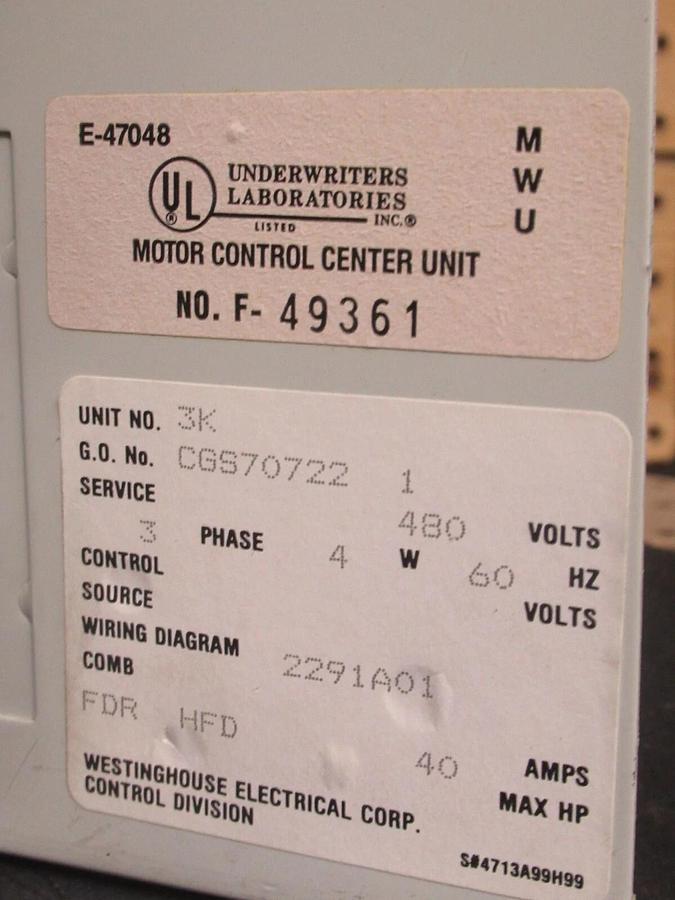 E-47048
M
W
U
UL ®
UNDERWRITERS
LABORATORIES
LISTED INC.®
MOTOR CONTROL CENTER UNIT
NO. F- 49361
UNIT NO. 3K
G.O. No. CGS70722 1
SERVICE 480 VOLTS
3 PHASE 4 W 60 HZ
CONTROL
SOURCE VOLTS
WIRING DIAGRAM 2291A01
COMB
FDR HFD 40 AMPS
MAX HP
WESTINGHOUSE ELECTRICAL CORP.
CONTROL DIVISION
S#4713A99H99